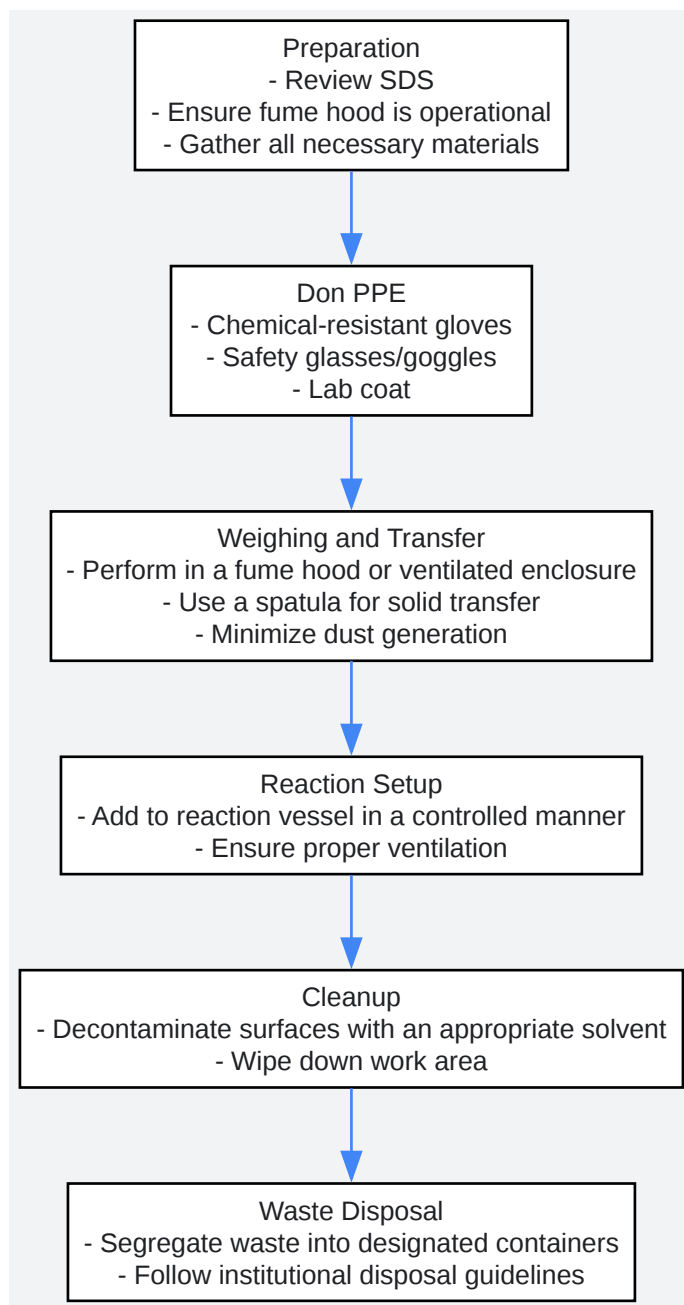 Preparation
- Review SDS
- Ensure fume hood is operational
- Gather all necessary materials
Don PPE
- Chemical-resistant gloves
- Safety glasses/goggles
- Lab coat
Weighing and Transfer
- Perform in a fume hood or ventilated enclosure
- Use a spatula for solid transfer
- Minimize dust generation
Reaction Setup
- Add to reaction vessel in a controlled manner
- Ensure proper ventilation
Cleanup
- Decontaminate surfaces with an appropriate solvent
- Wipe down work area
Waste Disposal
- Segregate waste into designated containers
- Follow institutional disposal guidelines